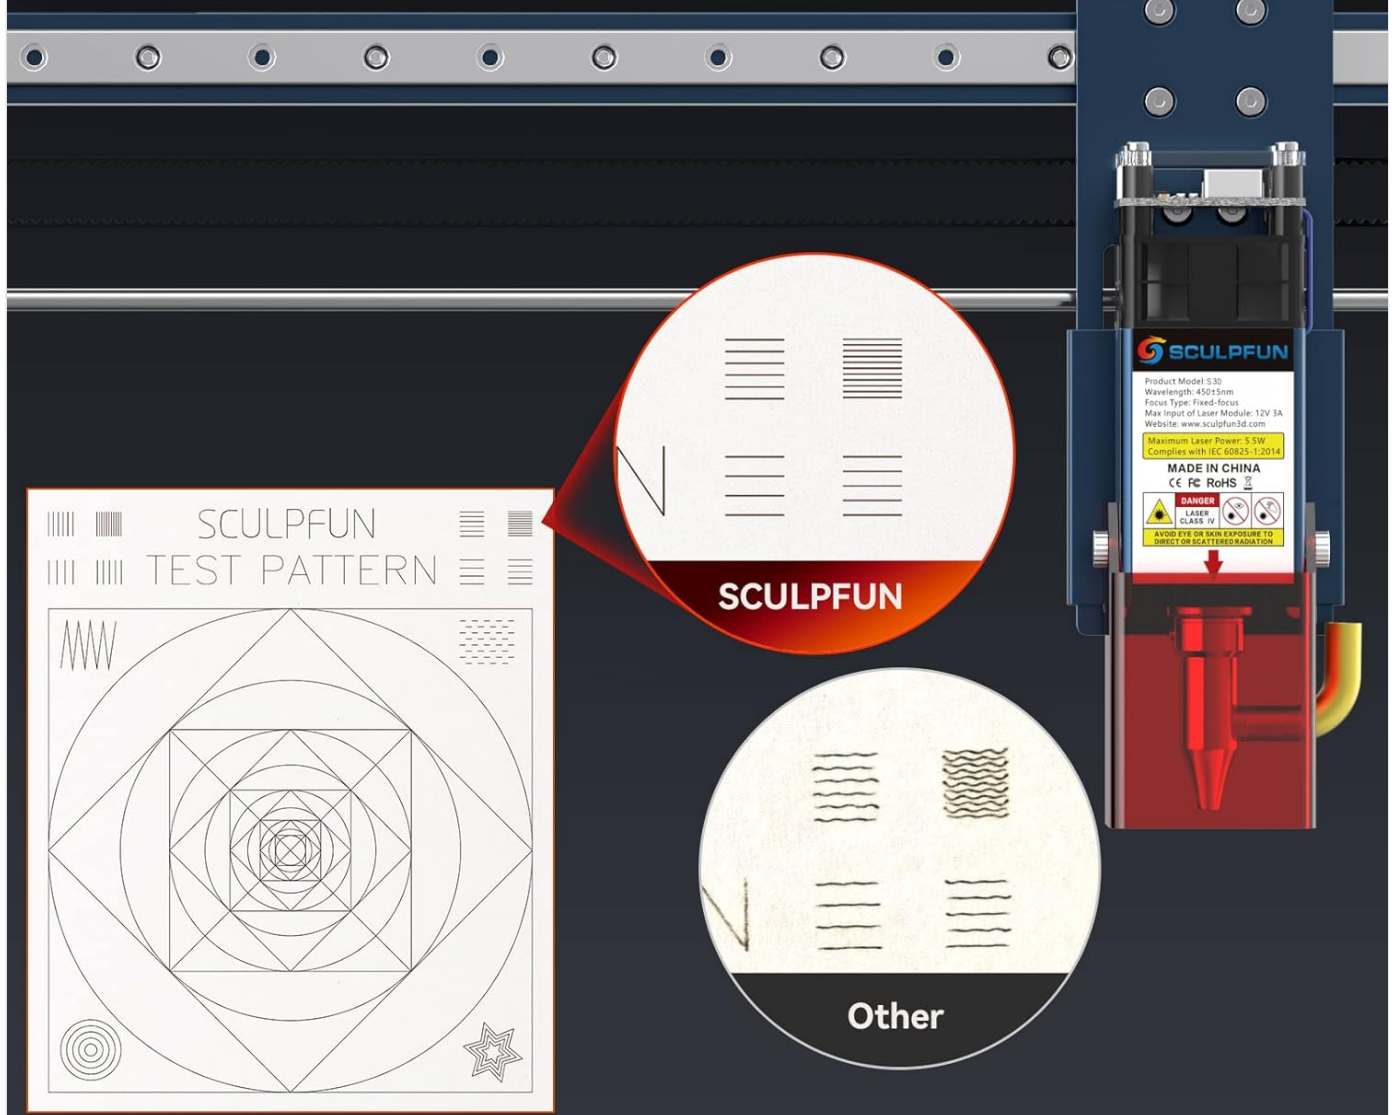 SCULPFUN
Product Model: S30
Wavelength: 450±5nm
Focus Type: Fixed-focus
Max Input of Laser Module: 12V 3A
Website: www.sculpfun3d.com
Maximum Laser Power: 5.5W
Complies with IEC 60825-1:2014
MADE IN CHINA
CE FC RoHS
DANGER
LASER
CLASS IV
AVOID EYE OR SKIN EXPOSURE TO
DIRECT OR SCATTERED RADIATION
SCULPFUN
TEST PATTERN
SCULPFUN
Other